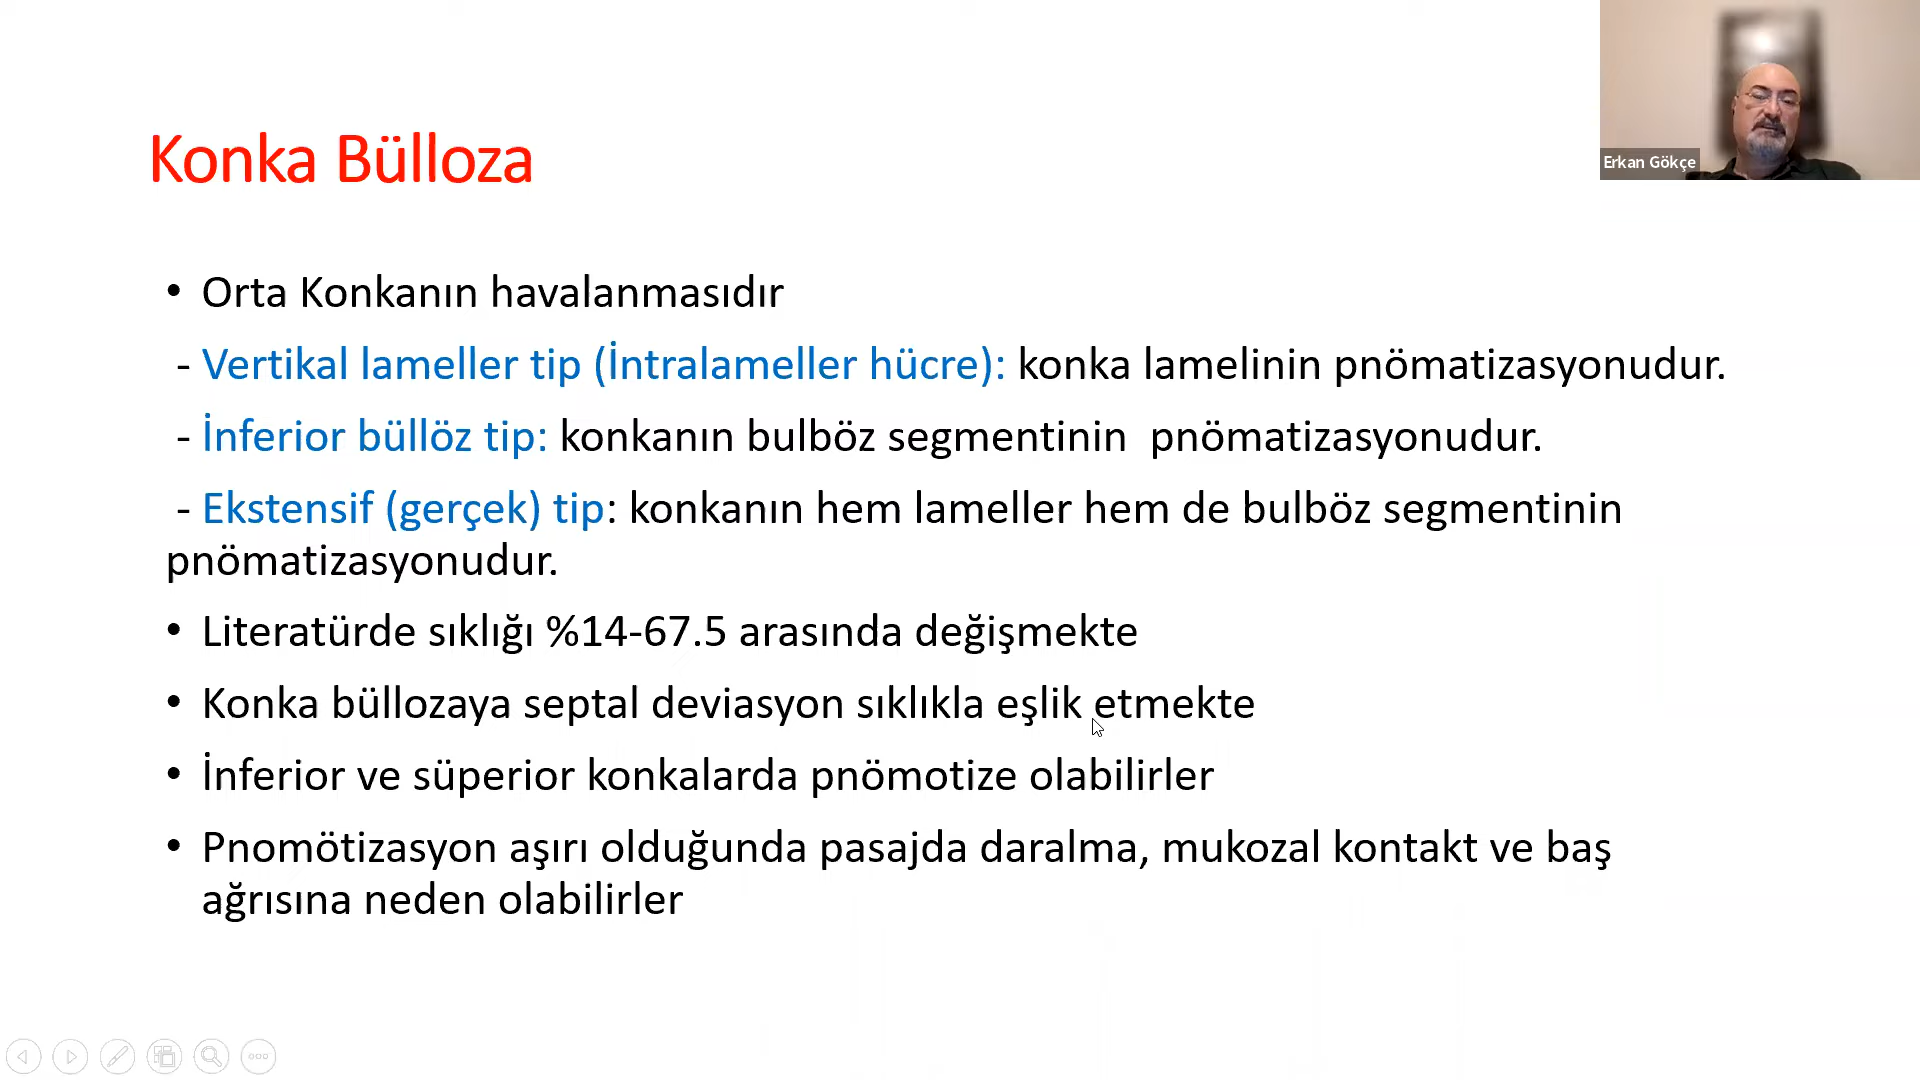 Erkan Gökçe
Konka Bülloza
• Orta Konkanın havalanmasıdır
- Vertikal lameller tip (İntralameller hücre): konka lamelinin pnömatizasyonudur.
- İnferior büllöz tip: konkanın bulböz segmentinin  pnömatizasyonudur.
- Ekstensif (gerçek) tip: konkanın hem lameller hem de bulböz segmentinin
pnömatizasyonudur.
• Literatürde sıklığı %14-67.5 arasında değişmekte
• Konka büllozaya septal deviasyon sıklıkla eşlik etmekte
• İnferior ve süperior konkalarda pnömotize olabilirler
• Pnomötizasyon aşırı olduğunda pasajda daralma, mukozal kontakt ve baş
ağrısına neden olabilirler